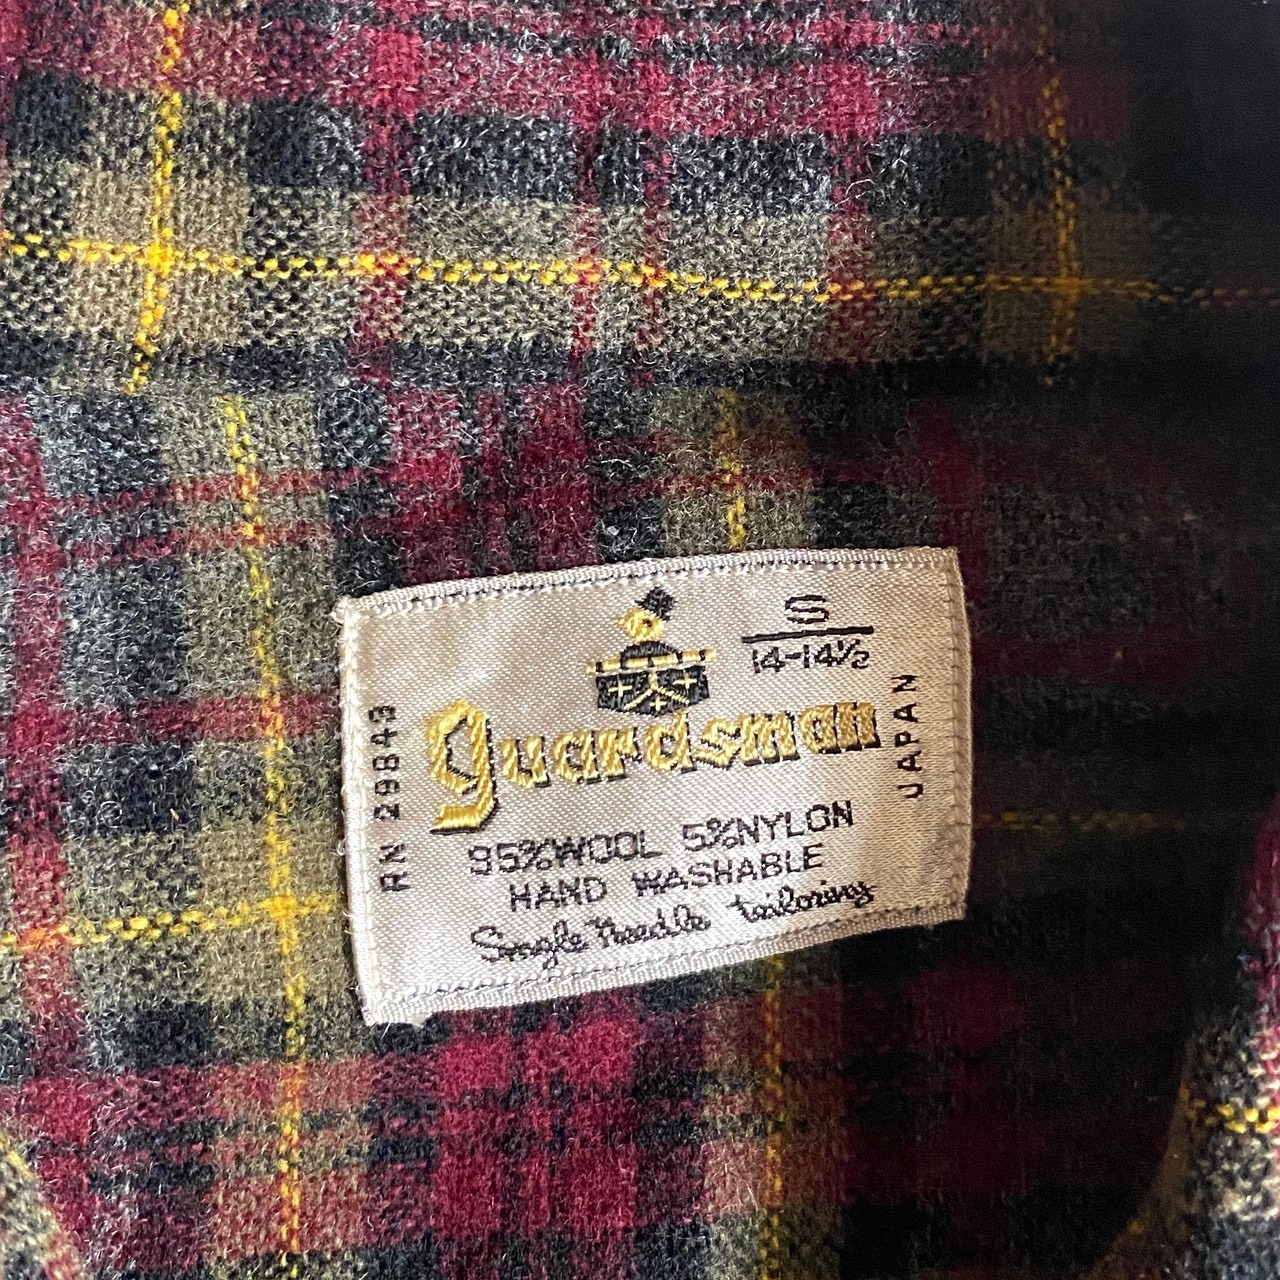 S
14-14½
guardsman
RN 29843
JAPAN
95% WOOL 5% NYLON
HAND WASHABLE
Single needle tailoring